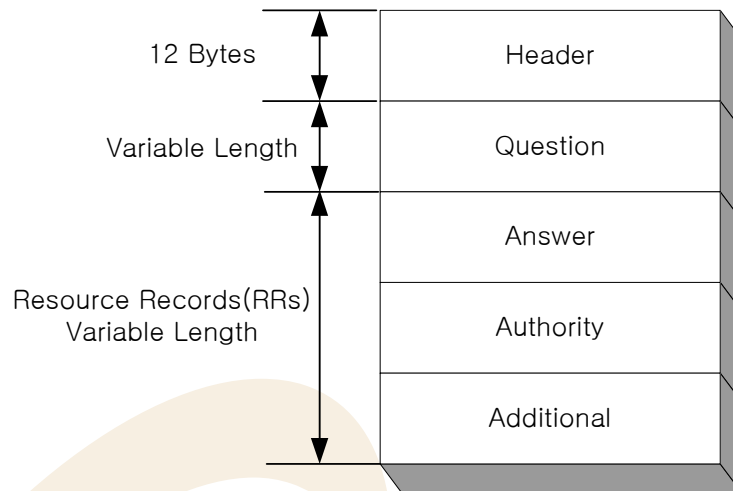 12 Bytes
Header
Variable Length
Question
Answer
Resource Records(RRs)
Variable Length
Authority
Additional